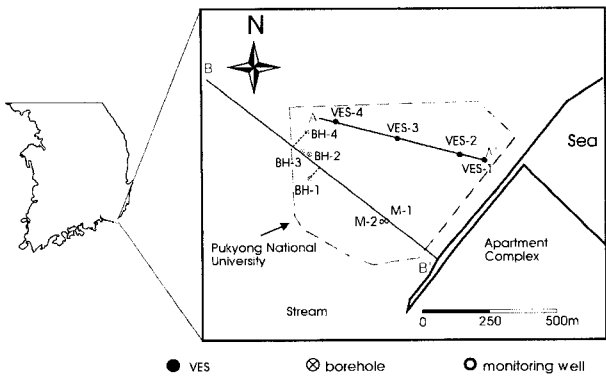 N
B
A
VES-4
BH-4
VES-3
Sea
BH-3
BH-2
VES-2
A'
VES-1
BH-1
M-1
M-2
Pukyong National
University
B'
Apartment
Complex
Stream
0 250 500m
VES borehole monitoring well